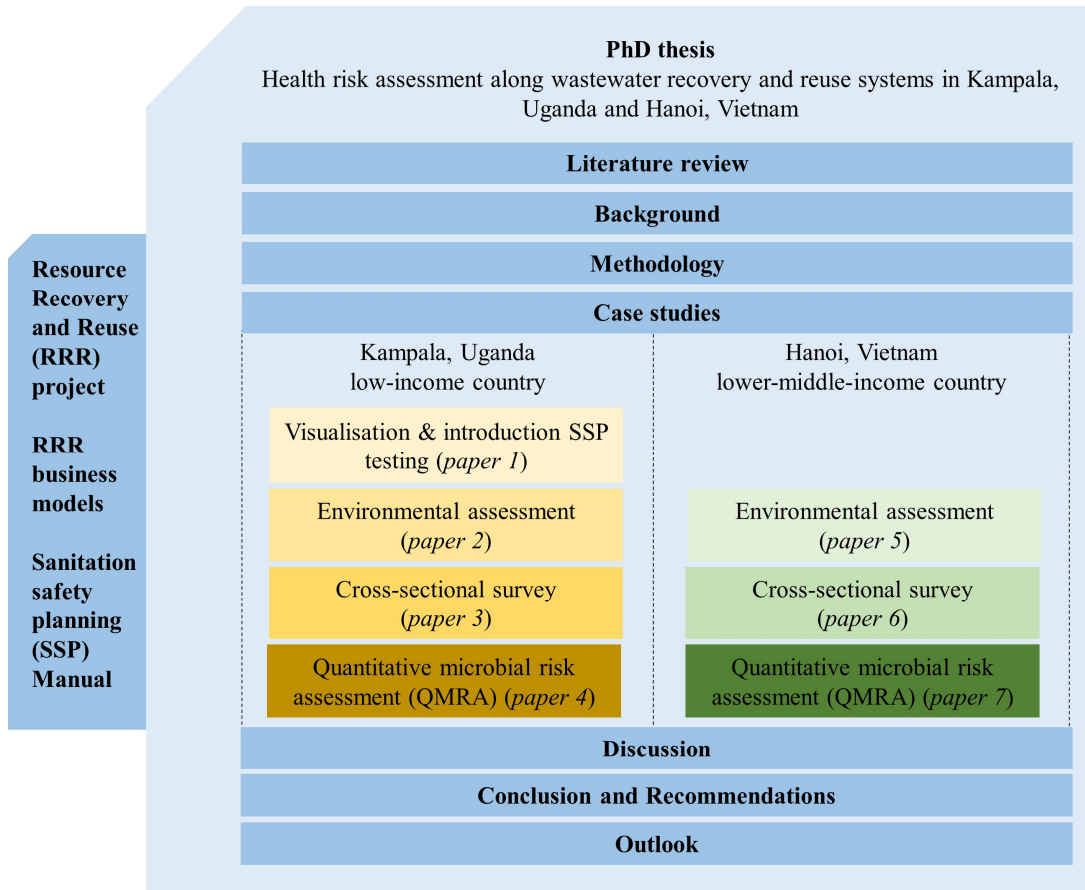 PhD thesis
Health risk assessment along wastewater recovery and reuse systems in Kampala,
Uganda and Hanoi, Vietnam
Literature review
Background
Methodology
Case studies
Resource
Recovery
and Reuse
(RRR)
project
RRR
business
models
Sanitation
safety
planning
(SSP)
Manual
Kampala, Uganda
low-income country
Visualisation & introduction SSP
testing (paper 1)
Environmental assessment
(paper 2)
Cross-sectional survey
(paper 3)
Quantitative microbial risk
assessment (QMRA) (paper 4)
Hanoi, Vietnam
lower-middle-income country
Environmental assessment
(paper 5)
Cross-sectional survey
(paper 6)
Quantitative microbial risk
assessment (QMRA) (paper 7)
Discussion
Conclusion and Recommendations
Outlook